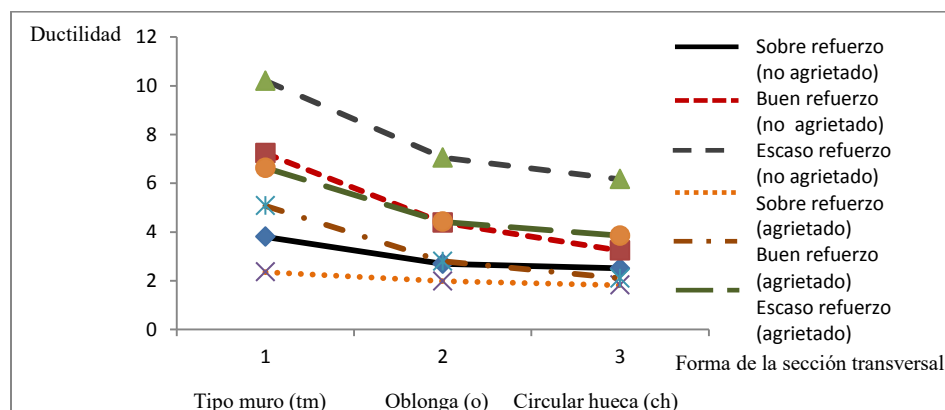 Ductilidad
12
10
8
6
4
2
0
1
2
3
Tipo muro (tm)
Oblonga (o)
Circular hueca (ch)
Forma de la sección transversal
Sobre refuerzo
(no agrietado)
Buen refuerzo
(no agrietado)
Escaso refuerzo
(no agrietado)
Sobre refuerzo
(agrietado)
Buen refuerzo
(agrietado)
Escaso refuerzo
(agrietado)